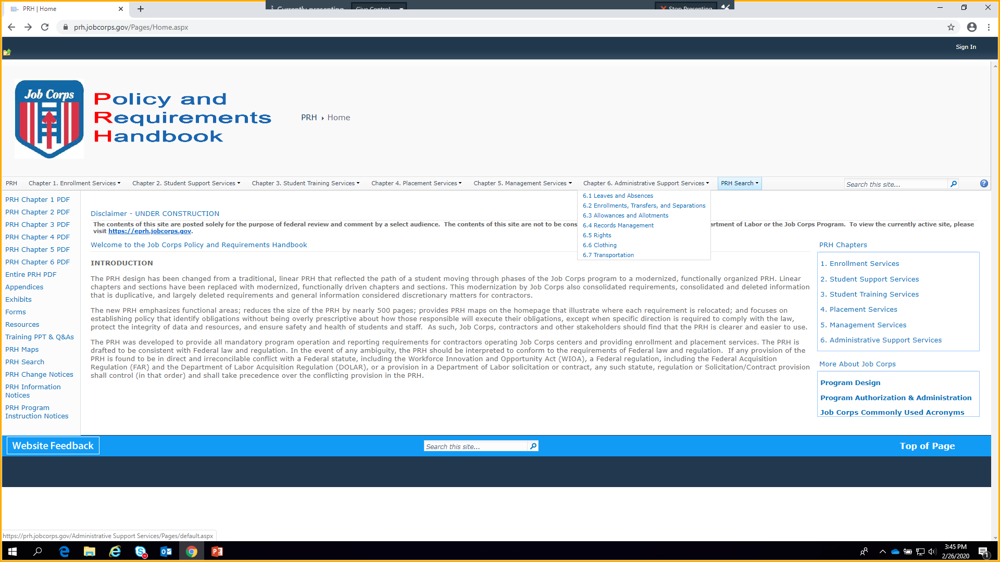 PRH | Home
Currently presenting
Give Control
Stop Presenting
prh.jobcorps.gov/Pages/Home.aspx
Sign In
Job Corps
Policy and
Requirements
Handbook
PRH Home
PRH
Chapter 1. Enrollment Services
Chapter 2. Student Support Services
Chapter 3. Student Training Services
Chapter 4. Placement Services
Chapter 5. Management Services
Chapter 6. Administrative Support Services
PRH Search
Search this site...
6.1 Leaves and Absences
6.2 Enrollments, Transfers, and Separations
6.3 Allowances and Allotments
6.4 Records Management
6.5 Rights
6.6 Clothing
6.7 Transportation
PRH Chapter 1 PDF
PRH Chapter 2 PDF
PRH Chapter 3 PDF
PRH Chapter 4 PDF
PRH Chapter 5 PDF
PRH Chapter 6 PDF
Entire PRH PDF
Appendices
Exhibits
Forms
Resources
Training PPT & Q&As
PRH Maps
PRH Search
PRH Change Notices
PRH Information
Notices
PRH Program
Instruction Notices
Disclaimer - UNDER CONSTRUCTION
The contents of this site are posted solely for the purpose of federal review and comment by a select audience. The contents of this site are not to be cons artment of Labor or the Job Corps Program. To view the currently active site, please
visit https://eprh.jobcorps.gov.
Welcome to the Job Corps Policy and Requirements Handbook
INTRODUCTION
The PRH design has been changed from a traditional, linear PRH that reflected the path of a student moving through phases of the Job Corps program to a modernized, functionally organized PRH. Linear
chapters and sections have been replaced with modernized, functionally driven chapters and sections. This modernization by Job Corps also consolidated requirements, consolidated and deleted information
that is duplicative, and largely deleted requirements and general information considered discretionary matters for contractors.
The new PRH emphasizes functional areas; reduces the size of the PRH by nearly 500 pages; provides PRH maps on the homepage that illustrate where each requirement is relocated; and focuses on
establishing policy that identify obligations without being overly prescriptive about how those responsible will execute their obligations, except when specific direction is required to comply with the law,
protect the integrity of data and resources, and ensure safety and health of students and staff. As such, Job Corps, contractors and other stakeholders should find that the PRH is clearer and easier to use.
The PRH was developed to provide all mandatory program operation and reporting requirements for contractors operating Job Corps centers and providing enrollment and placement services. The PRH is
drafted to be consistent with Federal law and regulation. In the event of any ambiguity, the PRH should be interpreted to conform to the requirements of Federal law and regulation. If any provision of the
PRH is found to be in direct and irreconcilable conflict with a Federal statute, including the Workforce Innovation and Opportunity Act (WIOA), a Federal regulation, including the Federal Acquisition
Regulation (FAR) and the Department of Labor Acquisition Regulation (DOLAR), or a provision in a Department of Labor solicitation or contract, any such statute, regulation or Solicitation/Contract provision
shall control (in that order) and shall take precedence over the conflicting provision in the PRH.
PRH Chapters
1. Enrollment Services
2. Student Support Services
3. Student Training Services
4. Placement Services
5. Management Services
6. Administrative Support Services
More About Job Corps
Program Design
Program Authorization & Administration
Job Corps Commonly Used Acronyms
Website Feedback
Search this site...
Top of Page
https://prh.jobcorps.gov/Administrative Support Services/Pages/default.aspx
3:45 PM
2/26/2020
1